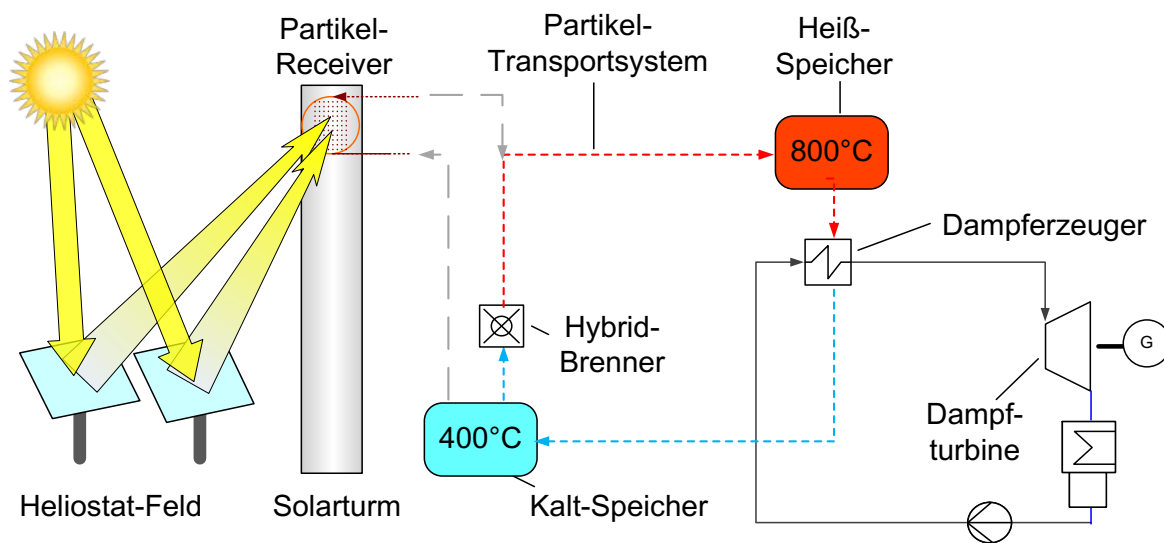 Partikel-
Receiver
Partikel-
Transportsystem
Heiß-
Speicher
800°C
Dampferzeuger
Hybrid-
Brenner
G
400°C
Dampf-
turbine
Heliostat-Feld
Solarturm
Kalt-Speicher